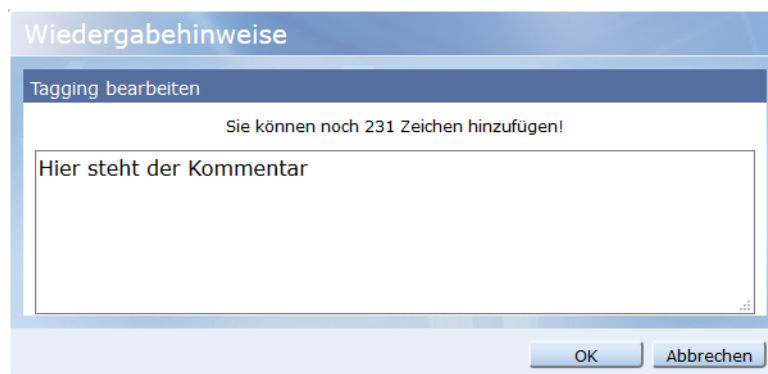 Wiedergabehinweise
Tagging bearbeiten
Sie können noch 231 Zeichen hinzufügen!
Hier steht der Kommentar
OK Abbrechen